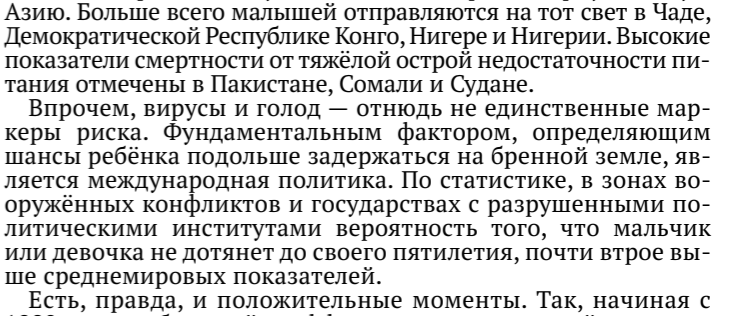 Азию. Больше всего малышей отправляются на тот свет в Чаде,
Демократической Республике Конго, Нигере и Нигерии. Высокие
показатели смертности от тяжёлой острой недостаточности пи-
тания отмечены в Пакистане, Сомали и Судане.
Впрочем, вирусы и голод — отнюдь не единственные мар-
керы риска. Фундаментальным фактором, определяющим
шансы ребёнка подольше задержаться на бренной земле, яв-
ляется международная политика. По статистике, в зонах во-
оружённых конфликтов и государствах с разрушенными по-
литическими институтами вероятность того, что мальчик
или девочка не дотянет до своего пятилетия, почти втрое вы-
ше среднемировых показателей.
Есть, правда, и положительные моменты. Так, начиная с